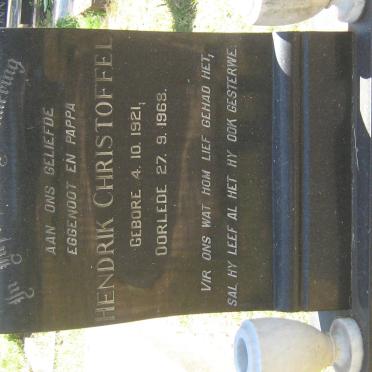 AAN ONS GELIEFDE
EGGENOOT EN PAPPA
HENDRIK CHRISTOFFEL
GEBORE 4. 10. 1921,
OORLEDE 27. 9. 1968.
VIR ONS WAT HOM LIEF GEHAD HET,
SAL HY LEEF AL HET HY OOK GESTERWE.